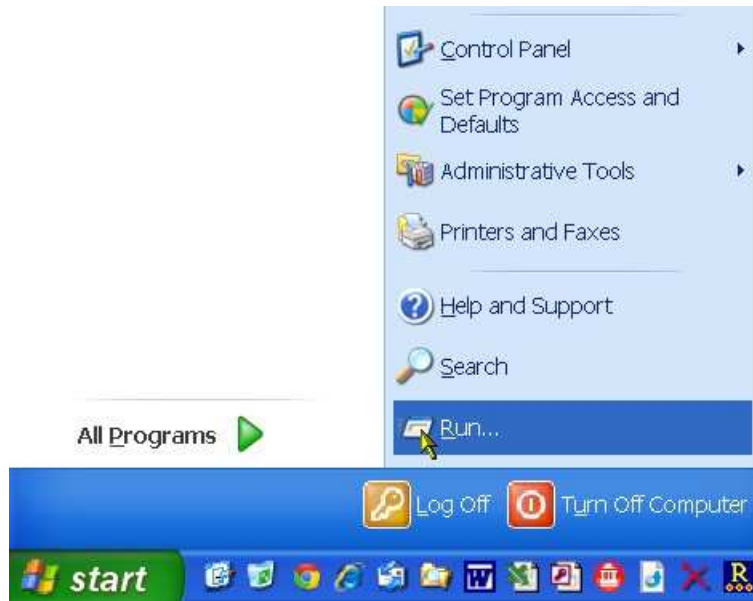 Control Panel
Set Program Access and
Defaults
Administrative Tools
Printers and Faxes
Help and Support
Search
All Programs
Run...
Log Off
Turn Off Computer
start
W
R